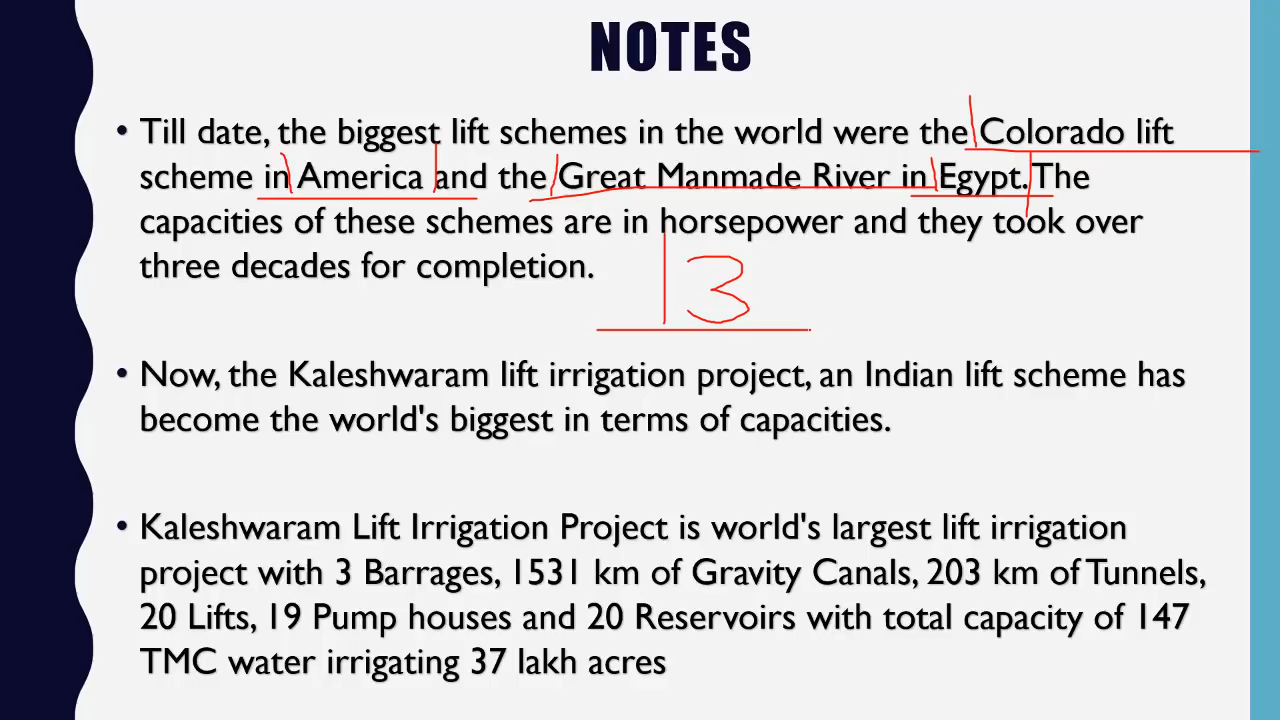 NOTES
• Till date, the biggest lift schemes in the world were the Colorado lift
scheme in America and the Great Manmade River in Egypt. The
capacities of these schemes are in horsepower and they took over
three decades for completion.
13
• Now, the Kaleshwaram lift irrigation project, an Indian lift scheme has
become the world's biggest in terms of capacities.
• Kaleshwaram Lift Irrigation Project is world's largest lift irrigation
project with 3 Barrages, 1531 km of Gravity Canals, 203 km of Tunnels,
20 Lifts, 19 Pump houses and 20 Reservoirs with total capacity of 147
TMC water irrigating 37 lakh acres